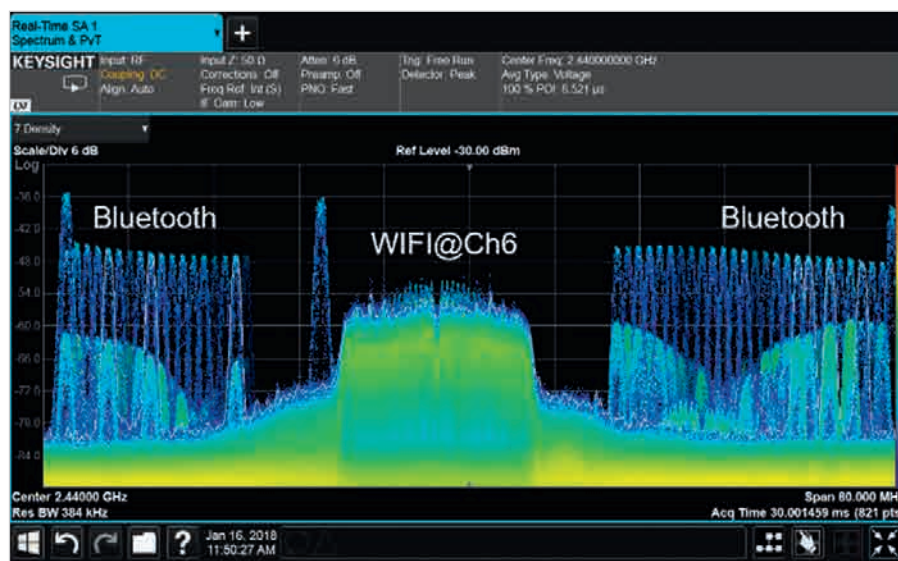 Real-Time SA 1
Spectrum & PvT
+
KEYSIGHT
Input: RF
Coupling: DC
Align: Auto
Input Z: 50 Ω
Corrections: Off
Freq Ref: Int (S)
IF Gain: Low
Atten: 6 dB
Preamp: Off
PNO: Fast
Trig: Free Run
Detector: Peak
Center Freq: 2.440000000 GHz
Avg Type: Voltage
100 % POI: 6.521 µs
LXI
7 Density
Scale/Div 6 dB
Ref Level -30.00 dBm
Log
-36.0
-42.0
-48.0
-54.0
-60.0
-66.0
-72.0
-78.0
-84.0
Bluetooth
WIFI@Ch6
Bluetooth
Center 2.44000 GHz
Res BW 384 kHz
Span 80.000 MH
Acq Time 30.001459 ms (821 pts
?
Jan 16, 2018
11:50:27 AM